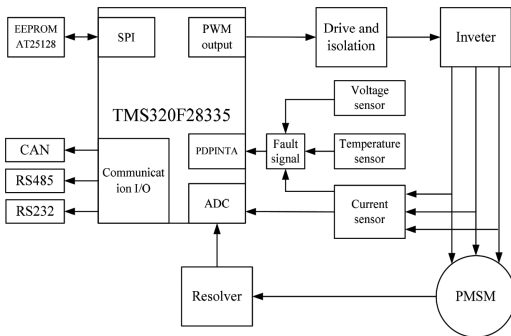 EEPROM
AT25128
SPI
PWM
output
Drive and
isolation
Inveter
Voltage
sensor
TMS320F28335
CAN
RS485
RS232
Communicat
ion I/O
PDPINTA
Fault
signal
Temperature
sensor
ADC
Current
sensor
Resolver
PMSM